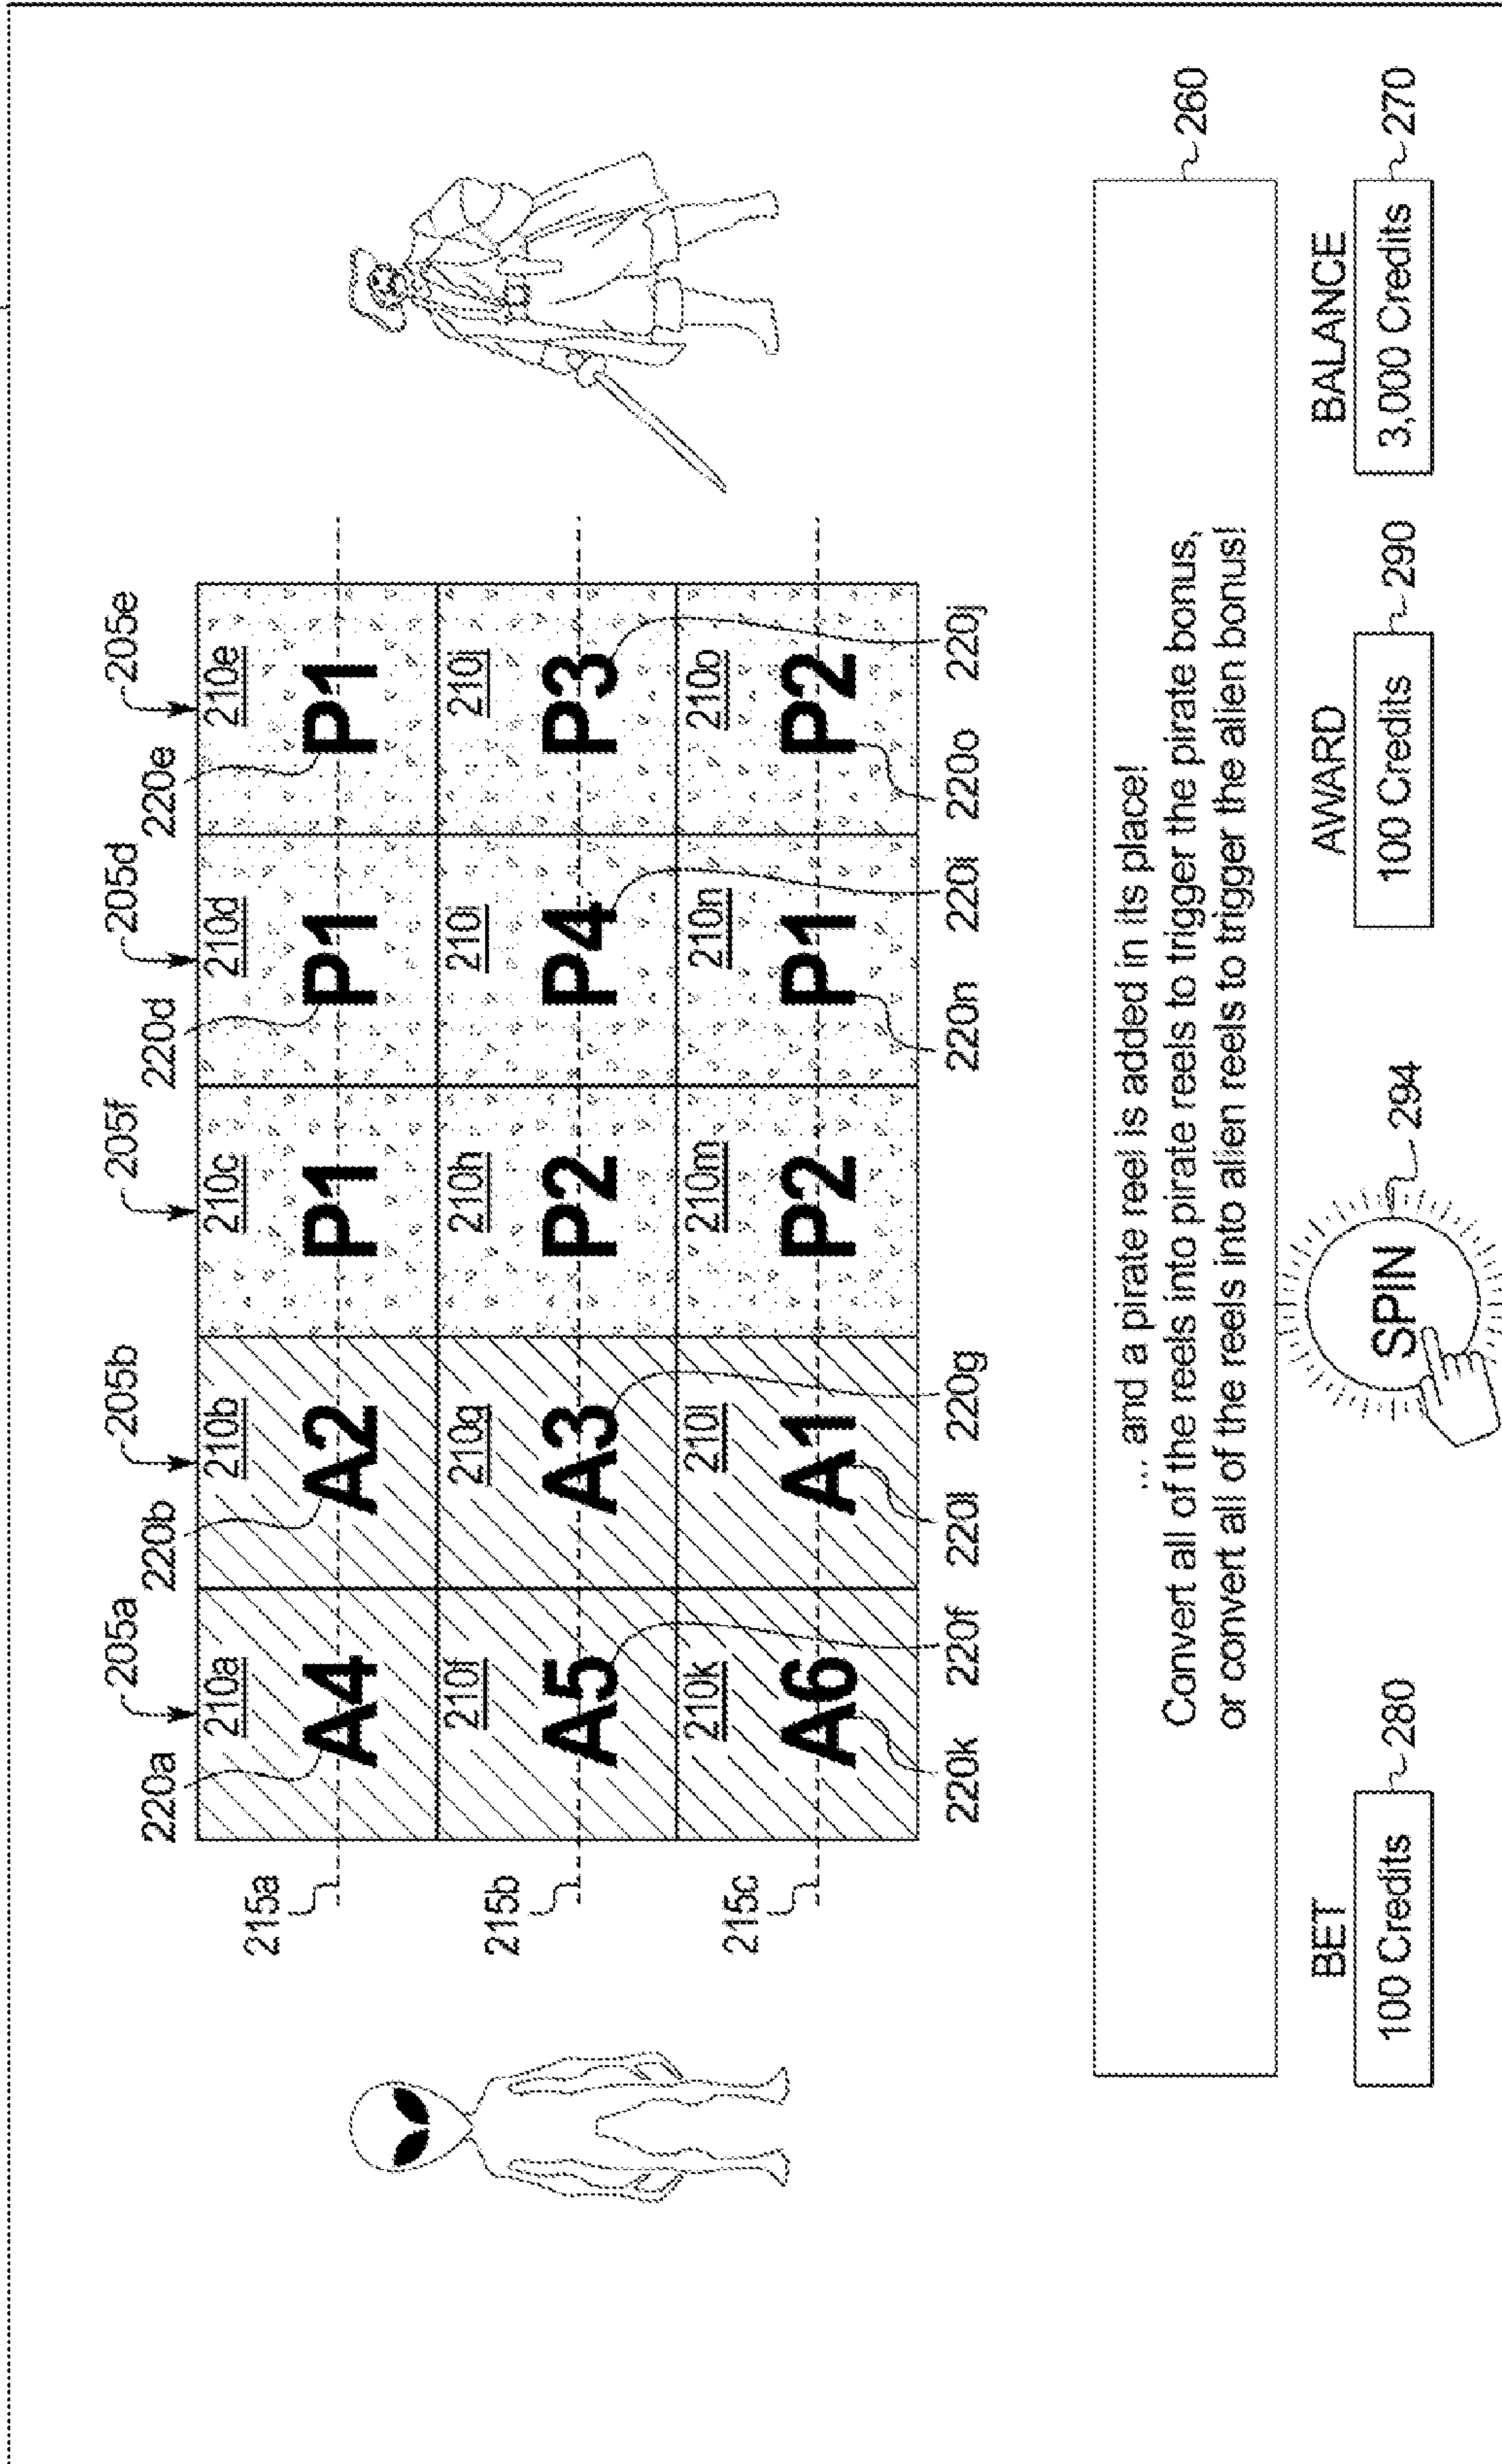 205a 205b 205f 205d 205e
220a 220b 220d 220e
210a 210b 210c 210d 210e
215a A4 A2 P1 P1 P1
210f 210g 210h 210i 210j
215b A5 A3 P2 P4 P3
210k 210l 210m 210n 210o
215c A6 A1 P2 P1 P2
220k 220f 220l 220g 220n 220i 220o 220j
... and a pirate reel is added in its place!
Convert all of the reels into pirate reels to trigger the pirate bonus,
or convert all of the reels into alien reels to trigger the alien bonus!
260
BET AWARD BALANCE
100 Credits 280 SPIN 294 100 Credits 290 3,000 Credits 270